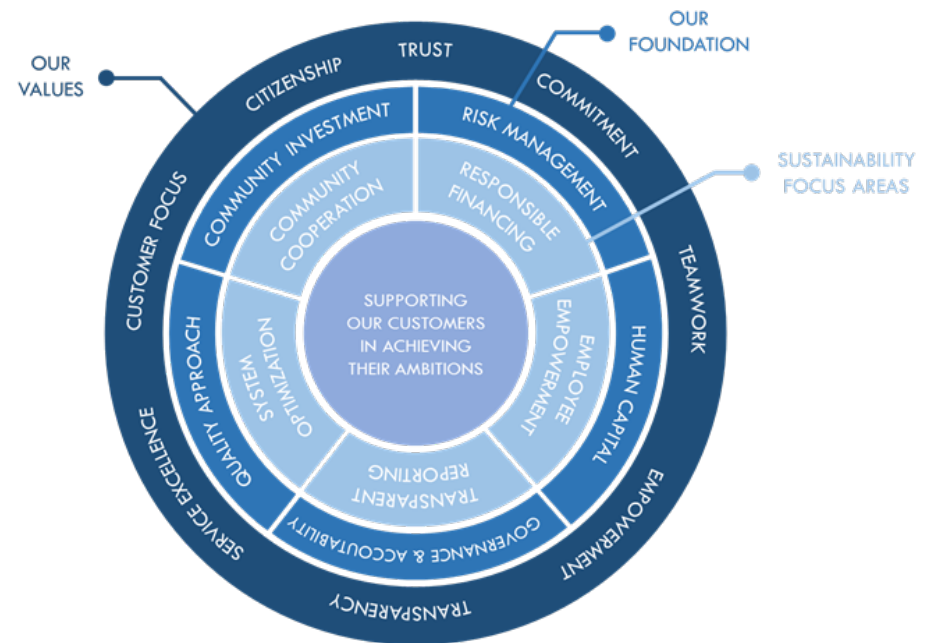 OUR
VALUES
OUR
FOUNDATION
SUSTAINABILITY
FOCUS AREAS
TRUST
COMMITMENT
TEAMWORK
EMPOWERMENT
TRANSPARENCY
SERVICE EXCELLENCE
CUSTOMER FOCUS
CITIZENSHIP
RISK MANAGEMENT
HUMAN CAPITAL
GOVERNANCE & ACCOUTABILITY
QUALITY APPROACH
COMMUNITY INVESTMENT
RESPONSIBLE
FINANCING
EMPLOYEE
EMPOWERMENT
TRANSPARENT
REPORTING
SYSTEM
OPTIMIZATION
COMMUNITY
COOPERATION
SUPPORTING
OUR CUSTOMERS
IN ACHIEVING
THEIR AMBITIONS